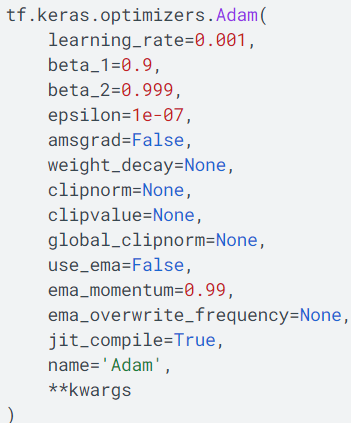 tf.keras.optimizers.Adam(
    learning_rate=0.001,
    beta_1=0.9,
    beta_2=0.999,
    epsilon=1e-07,
    amsgrad=False,
    weight_decay=None,
    clipnorm=None,
    clipvalue=None,
    global_clipnorm=None,
    use_ema=False,
    ema_momentum=0.99,
    ema_overwrite_frequency=None,
    jit_compile=True,
    name='Adam',
    **kwargs
)